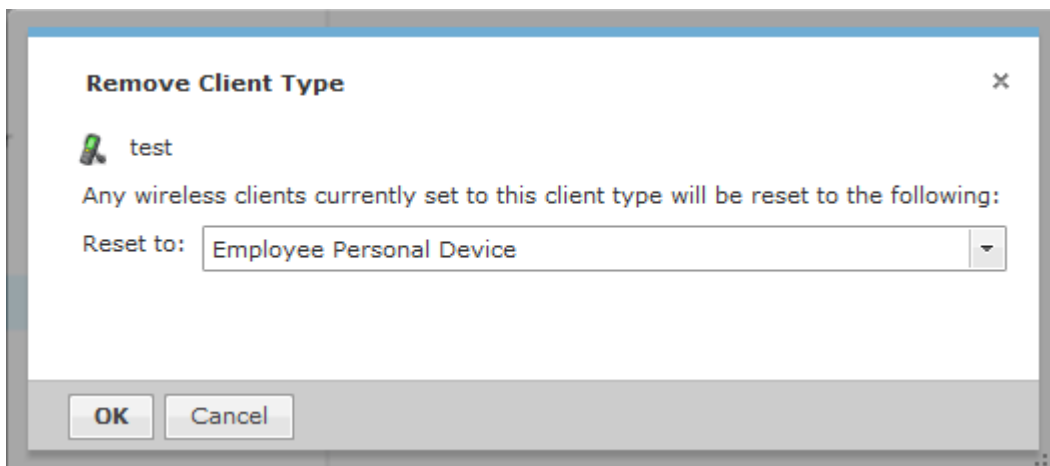 Remove Client Type
test
Any wireless clients currently set to this client type will be reset to the following:
Reset to: Employee Personal Device
OK Cancel